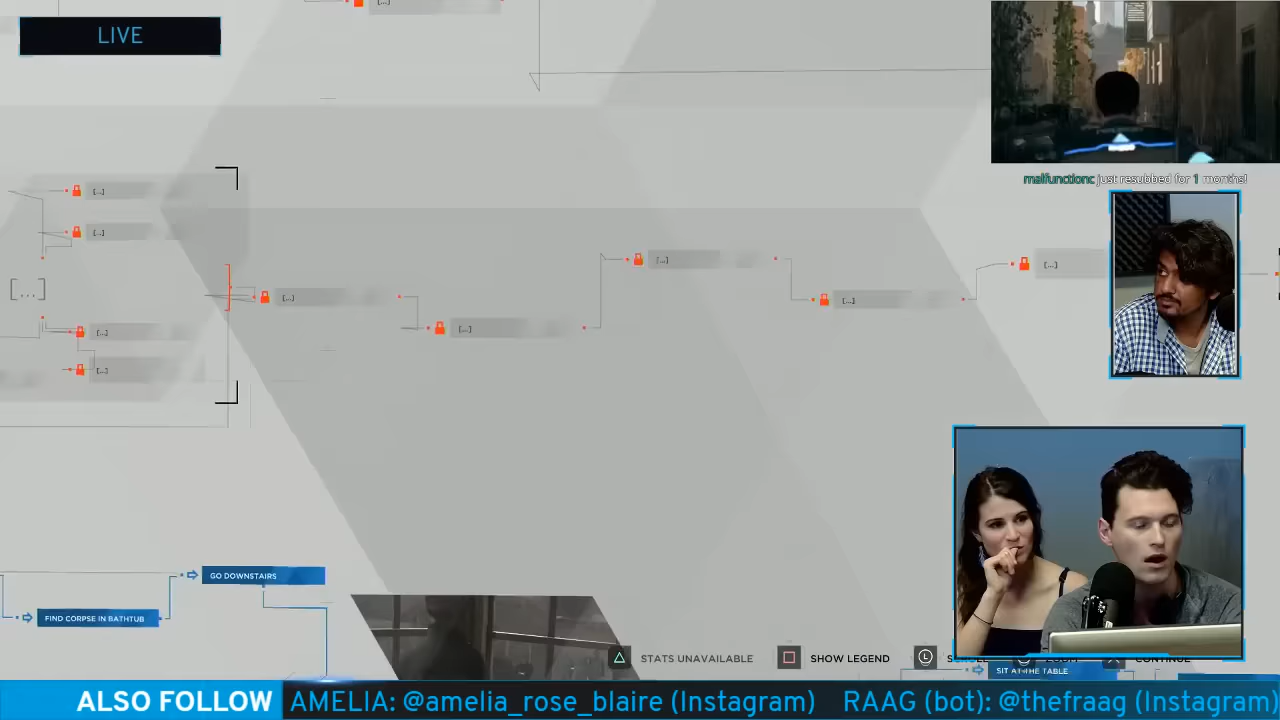 [...]
LIVE
malfunctionc just resubbed for 1 months!
[...]
[...]
[...]
[...]
[...]
[...]
[...]
[...]
[...]
[...]
GO DOWNSTAIRS
FIND CORPSE IN BATHTUB
STATS UNAVAILABLE
SHOW LEGEND
L
CONTINUE
SIT AT THE TABLE
ALSO FOLLOW
AMELIA: @amelia_rose_blaire (Instagram) RAAG (bot): @thefraag (Instagram)